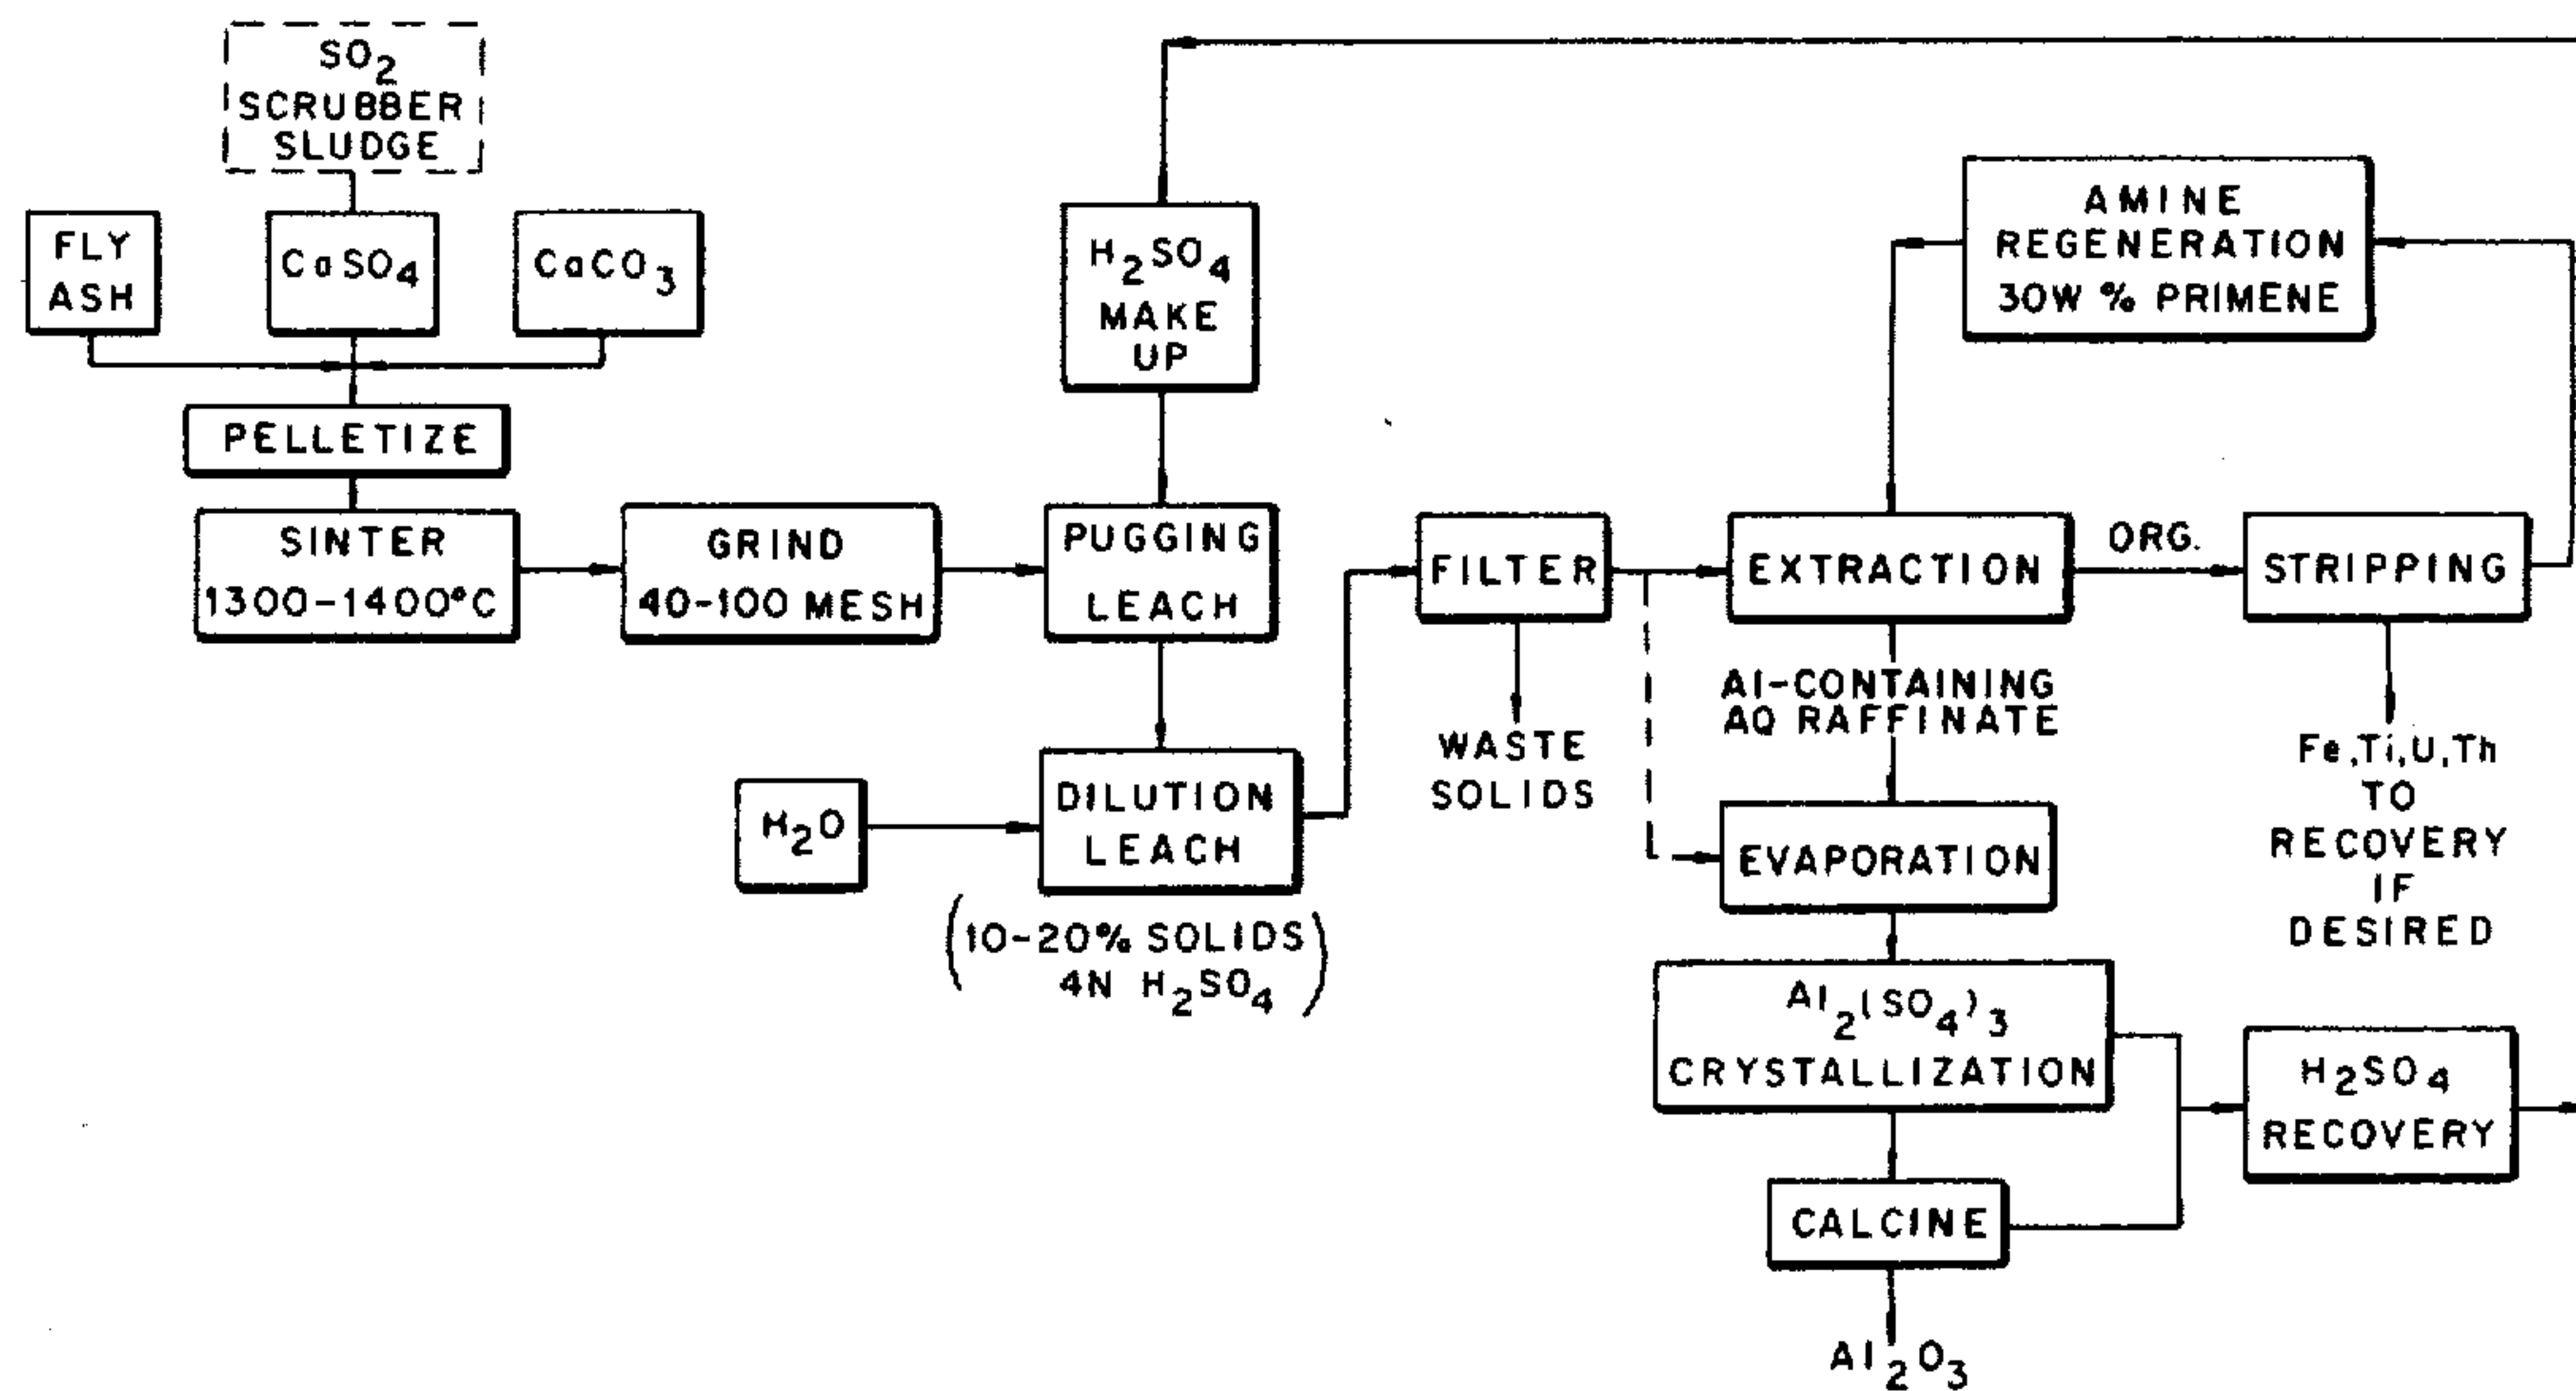 SO2
SCRUBBER
SLUDGE
FLY
ASH
CaSO4
CaCO3
PELLETIZE
SINTER
1300-1400°C
GRIND
40-100 MESH
H2SO4
MAKE
UP
PUGGING
LEACH
H2O
DILUTION
LEACH
(10-20% SOLIDS
4N H2SO4)
FILTER
WASTE
SOLIDS
AMINE
REGENERATION
30W % PRIMENE
EXTRACTION
ORG.
STRIPPING
Al-CONTAINING
AQ RAFFINATE
Fe,Ti,U,Th
TO
RECOVERY
IF
DESIRED
EVAPORATION
Al2(SO4)3
CRYSTALLIZATION
H2SO4
RECOVERY
CALCINE
Al2O3